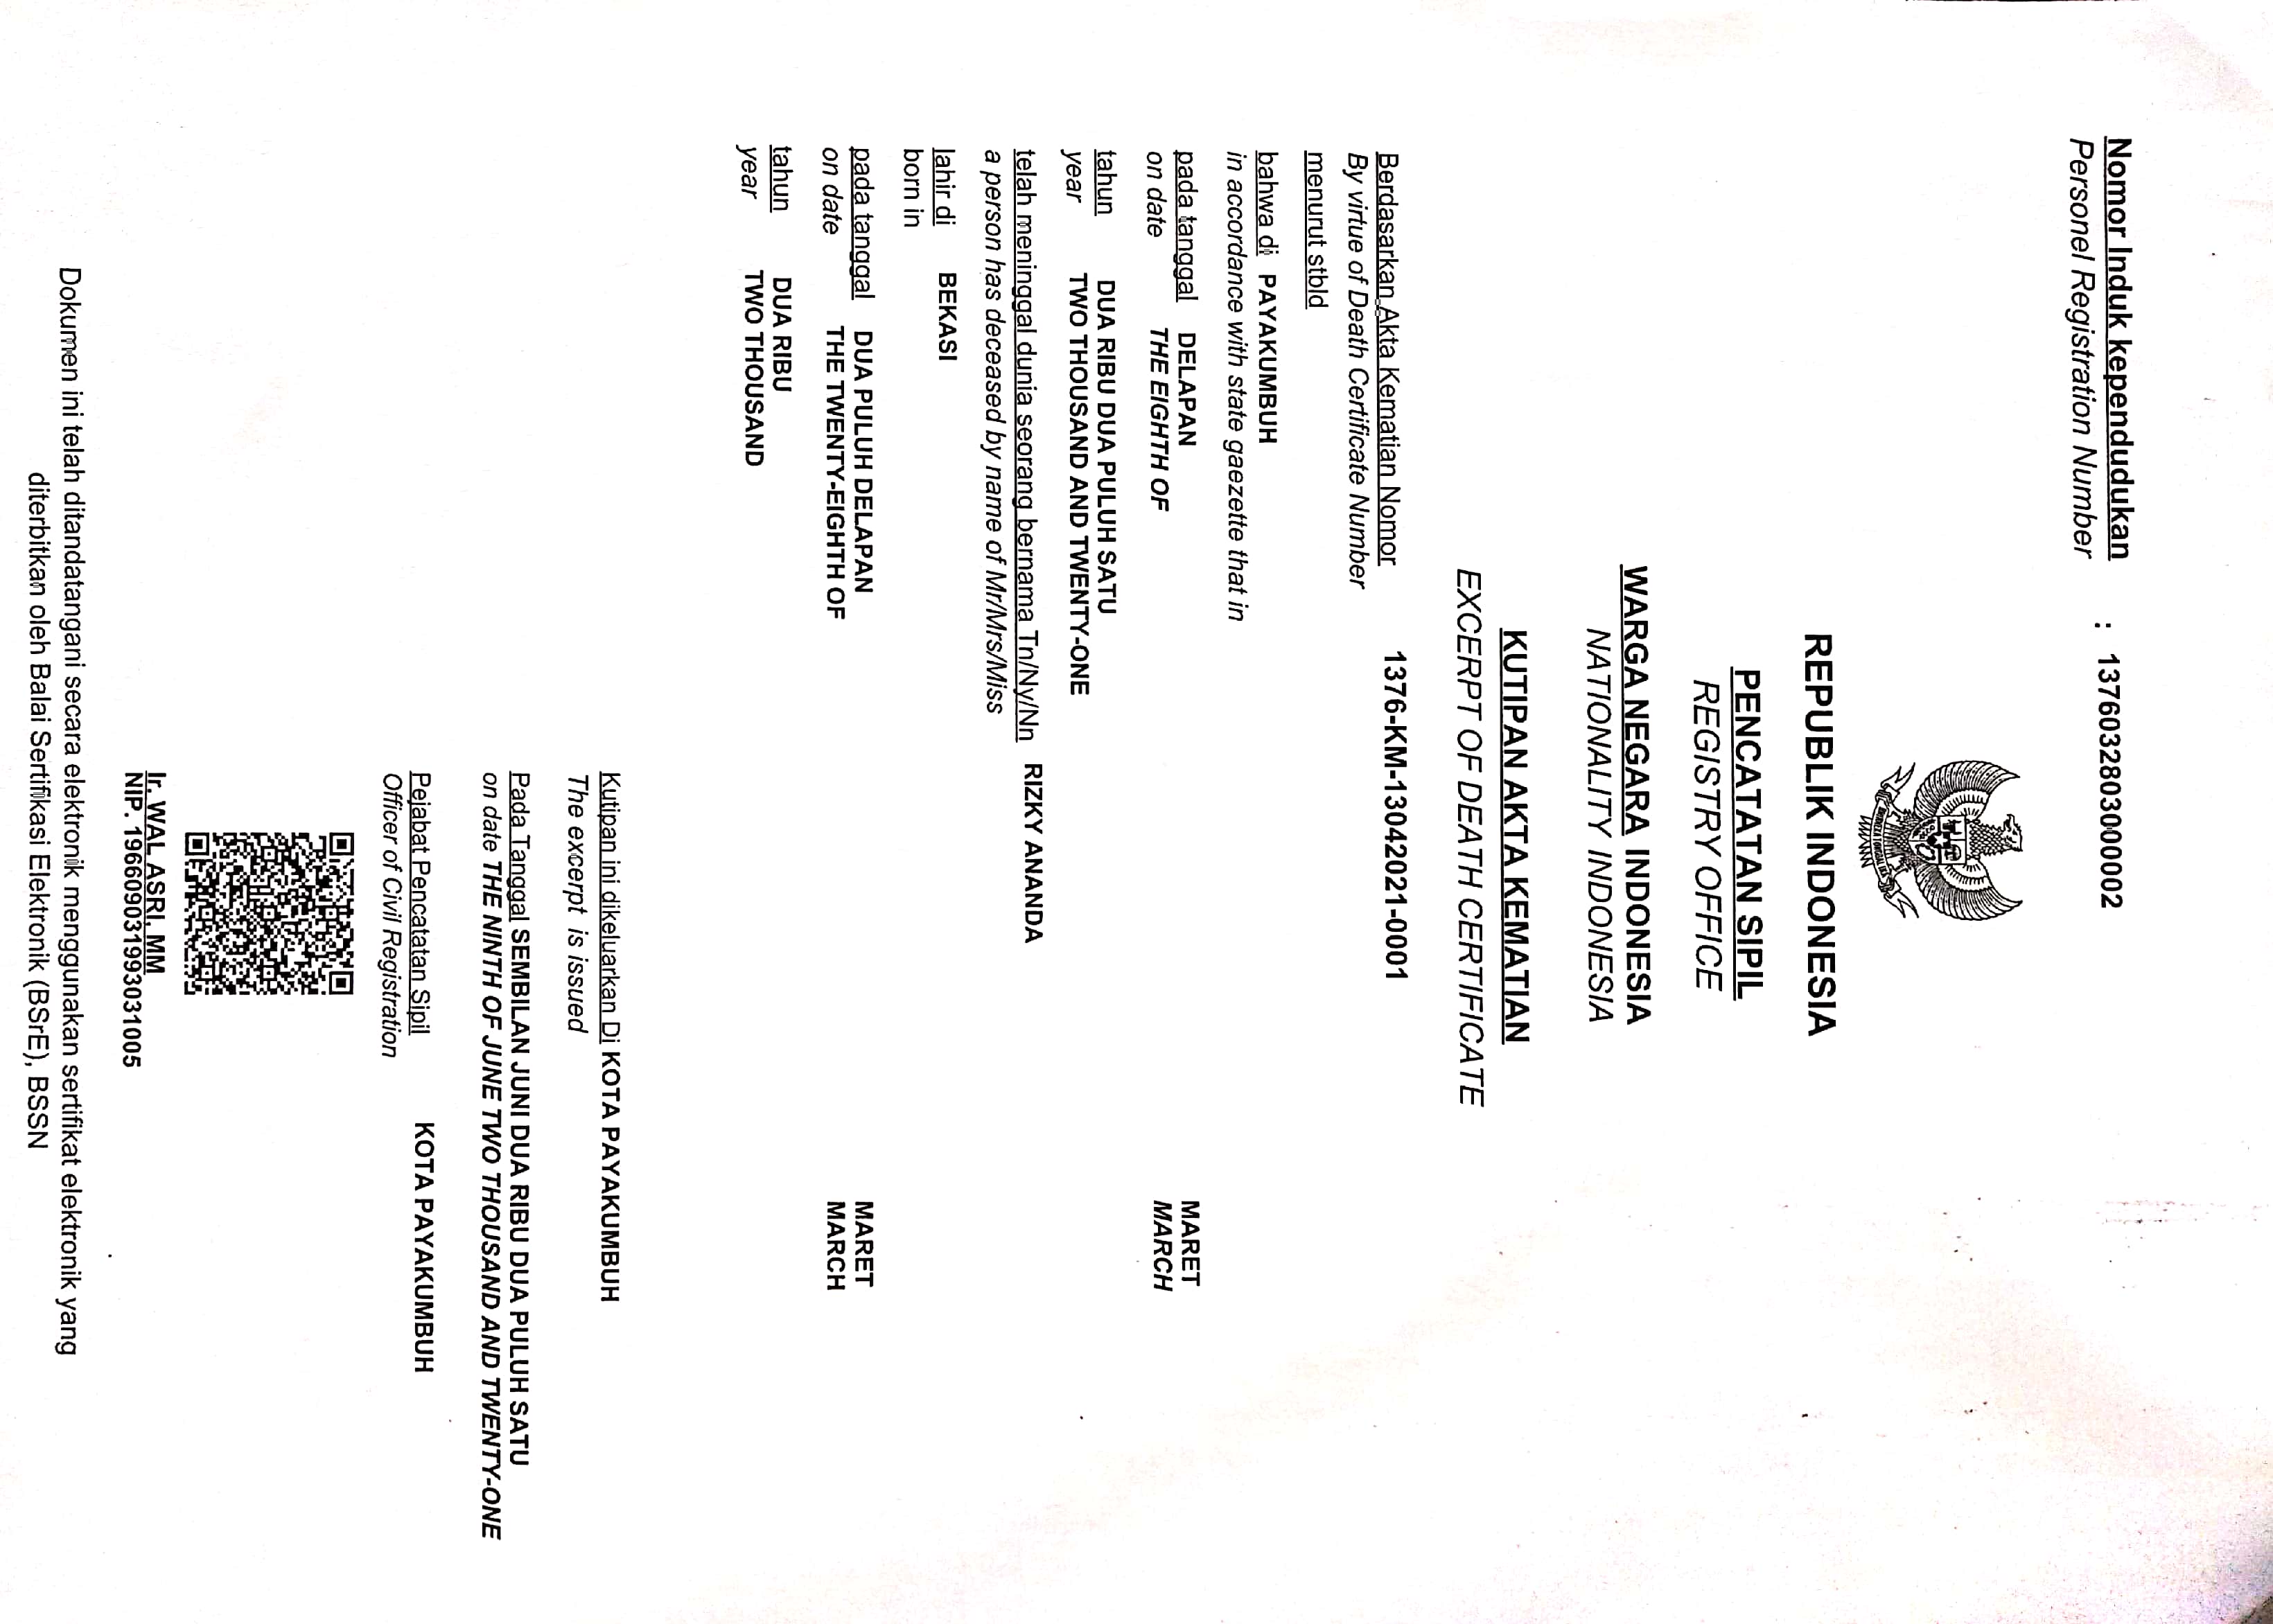 Nomor Induk kependudukan : 1376032803000002
Personel Registration Number
BHINNEKA TUNGGAL IKA
REPUBLIK INDONESIA
PENCATATAN SIPIL
REGISTRY OFFICE
WARGA NEGARA INDONESIA
NATIONALITY INDONESIA
KUTIPAN AKTA KEMATIAN
EXCERPT OF DEATH CERTIFICATE
Berdasarkan Akta Kematian Nomor 1376-KM-13042021-0001
By virtue of Death Certificate Number
menurut stbld
bahwa di PAYAKUMBUH
in accordance with state gaezette that in
pada tanggal DELAPAN MARET
on date THE EIGHTH OF MARCH
tahun DUA RIBU DUA PULUH SATU
year TWO THOUSAND AND TWENTY-ONE
telah meninggal dunia seorang bernama Tn/Ny/Nn RIZKY ANANDA
a person has deceased by name of Mr/Mrs/Miss
lahir di BEKASI
born in
pada tanggal DUA PULUH DELAPAN MARET
on date THE TWENTY-EIGHTH OF MARCH
tahun DUA RIBU
year TWO THOUSAND
Kutipan ini dikeluarkan Di KOTA PAYAKUMBUH
The excerpt is issued
Pada Tanggal SEMBILAN JUNI DUA RIBU DUA PULUH SATU
on date THE NINTH OF JUNE TWO THOUSAND AND TWENTY-ONE
Pejabat Pencatatan Sipil KOTA PAYAKUMBUH
Officer of Civil Registration
Ir. WAL ASRI, MM
NIP. 196609031993031005
Dokumen ini telah ditandatangani secara elektronik menggunakan sertifikat elektronik yang
diterbitkan oleh Balai Sertifikasi Elektronik (BSrE), BSSN